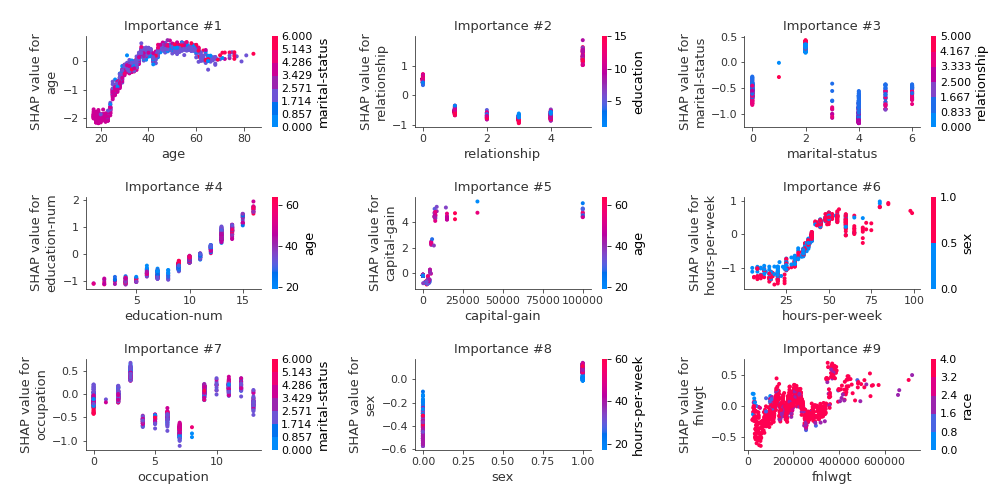 Importance #1
SHAP value for
age
0
−1
−2
20
40
60
80
age
6.000
5.143
4.286
3.429
2.571
1.714
0.857
0.000
marital-status
Importance #2
SHAP value for
relationship
1
0
−1
0
2
4
relationship
15
10
5
education
Importance #3
SHAP value for
marital-status
0.5
0.0
−0.5
−1.0
0
2
4
6
marital-status
5.000
4.167
3.333
2.500
1.667
0.833
0.000
relationship
Importance #4
SHAP value for
education-num
2
1
0
−1
5
10
15
education-num
60
40
20
age
Importance #5
SHAP value for
capital-gain
4
2
0
0
25000
50000
75000
100000
capital-gain
60
40
20
age
Importance #6
SHAP value for
hours-per-week
1
0
−1
25
50
75
100
hours-per-week
1.0
0.5
0.0
sex
Importance #7
SHAP value for
occupation
0.5
0.0
−0.5
−1.0
0
5
10
occupation
6.000
5.143
4.286
3.429
2.571
1.714
0.857
0.000
marital-status
Importance #8
SHAP value for
sex
0.0
−0.2
−0.4
−0.6
0.00
0.25
0.50
0.75
1.00
sex
60
40
20
hours-per-week
Importance #9
SHAP value for
fnlwgt
0.5
0.0
−0.5
0
200000
400000
600000
fnlwgt
4.0
3.2
2.4
1.6
0.8
0.0
race